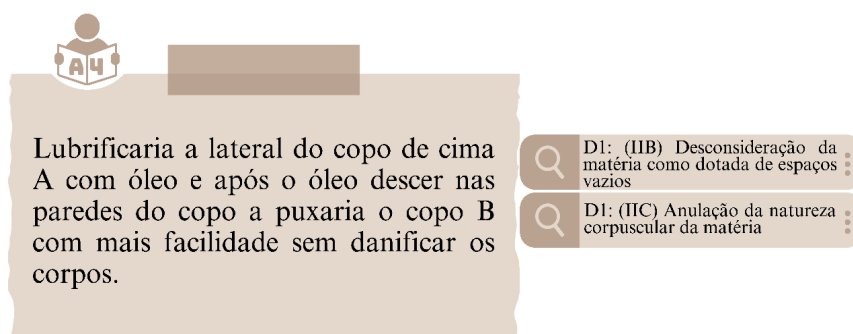 A4
Lubrificaria a lateral do copo de cima
A com óleo e após o óleo descer nas
paredes do copo a puxaria o copo B
com mais facilidade sem danificar os
corpos.
D1: (IIB) Desconsideração da
matéria como dotada de espaços
vazios
D1: (IIC) Anulação da natureza
corpuscular da matéria